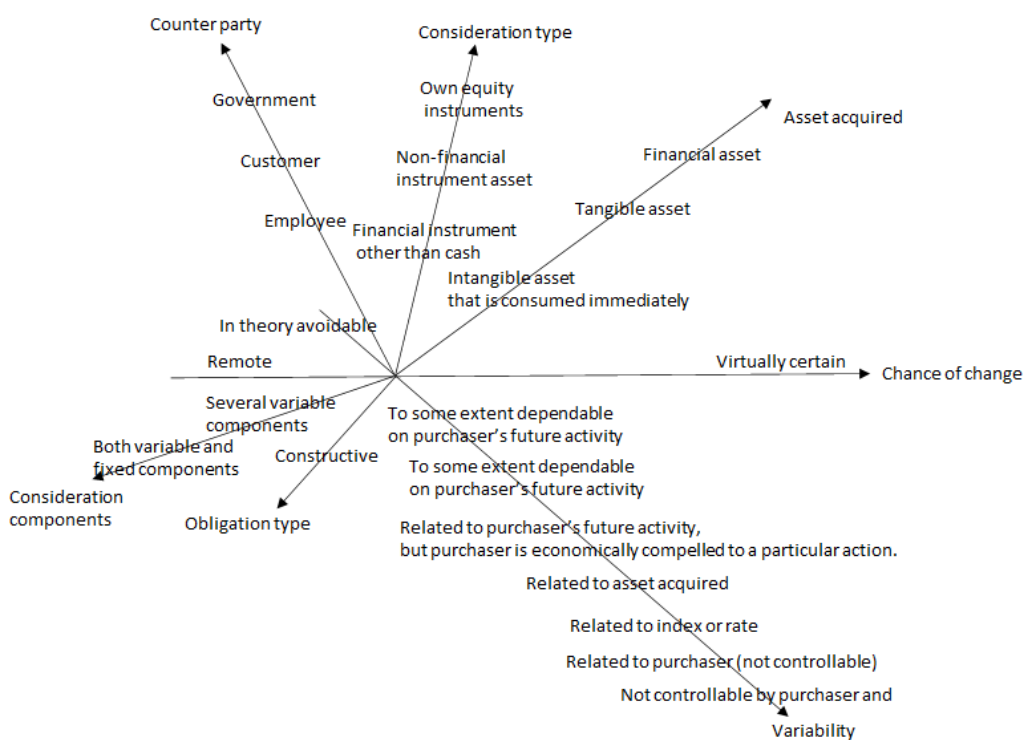 Counter party
Consideration type
Own equity
instruments
Government
Asset acquired
Non-financial
instrument asset
Financial asset
Customer
Tangible asset
Employee
Financial instrument
other than cash
Intangible asset
that is consumed immediately
In theory avoidable
Remote
Virtually certain
Chance of change
Several variable
components
To some extent dependable
on purchaser's future activity
Both variable and
fixed components
Constructive
To some extent dependable
on purchaser's future activity
Consideration
components
Obligation type
Related to purchaser's future activity,
but purchaser is economically compelled to a particular action.
Related to asset acquired
Related to index or rate
Related to purchaser (not controllable)
Not controllable by purchaser and
Variability